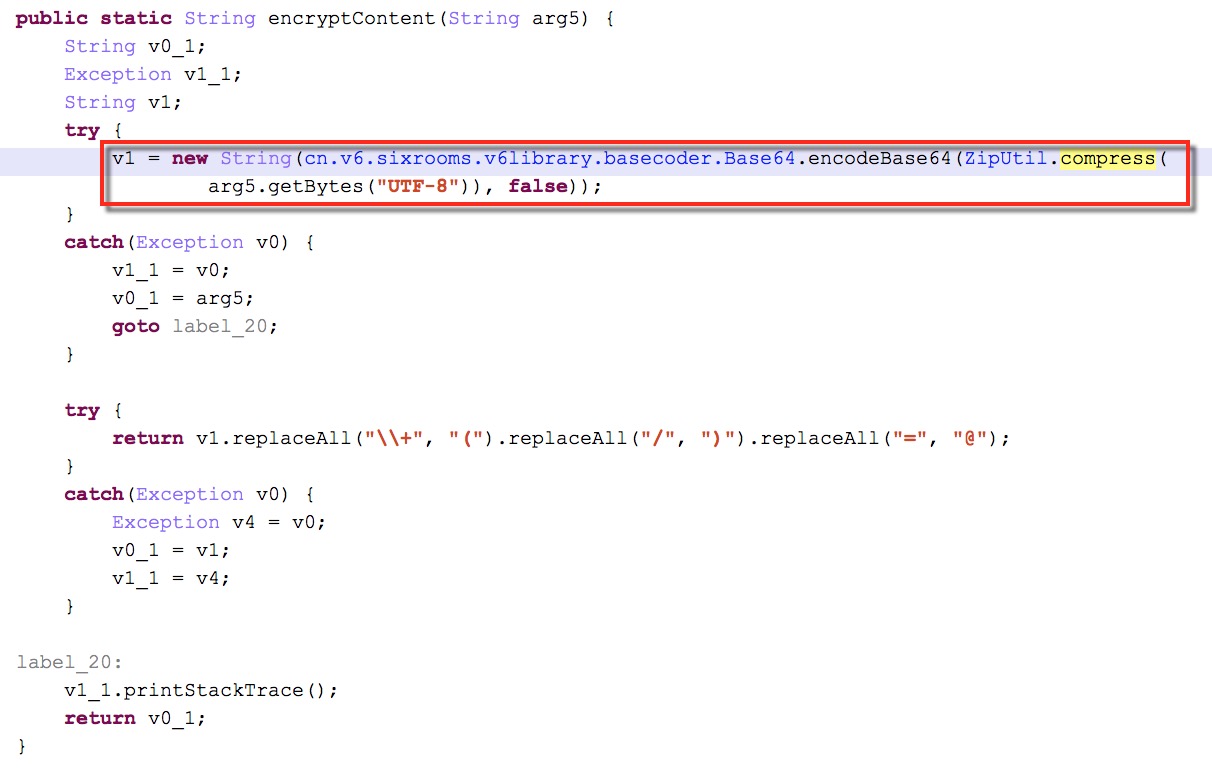 public static String encryptContent(String arg5) {
    String v0_1;
    Exception v1_1;
    String v1;
    try {
        v1 = new String(cn.v6.sixrooms.v6library.basecoder.Base64.encodeBase64(ZipUtil.compress(
                arg5.getBytes("UTF-8")), false));
    }
    catch(Exception v0) {
        v1_1 = v0;
        v0_1 = arg5;
        goto label_20;
    }

    try {
        return v1.replaceAll("\\+", "(").replaceAll("/", ")").replaceAll("=", "@");
    }
    catch(Exception v0) {
        Exception v4 = v0;
        v0_1 = v1;
        v1_1 = v4;
    }

label_20:
    v1_1.printStackTrace();
    return v0_1;
}